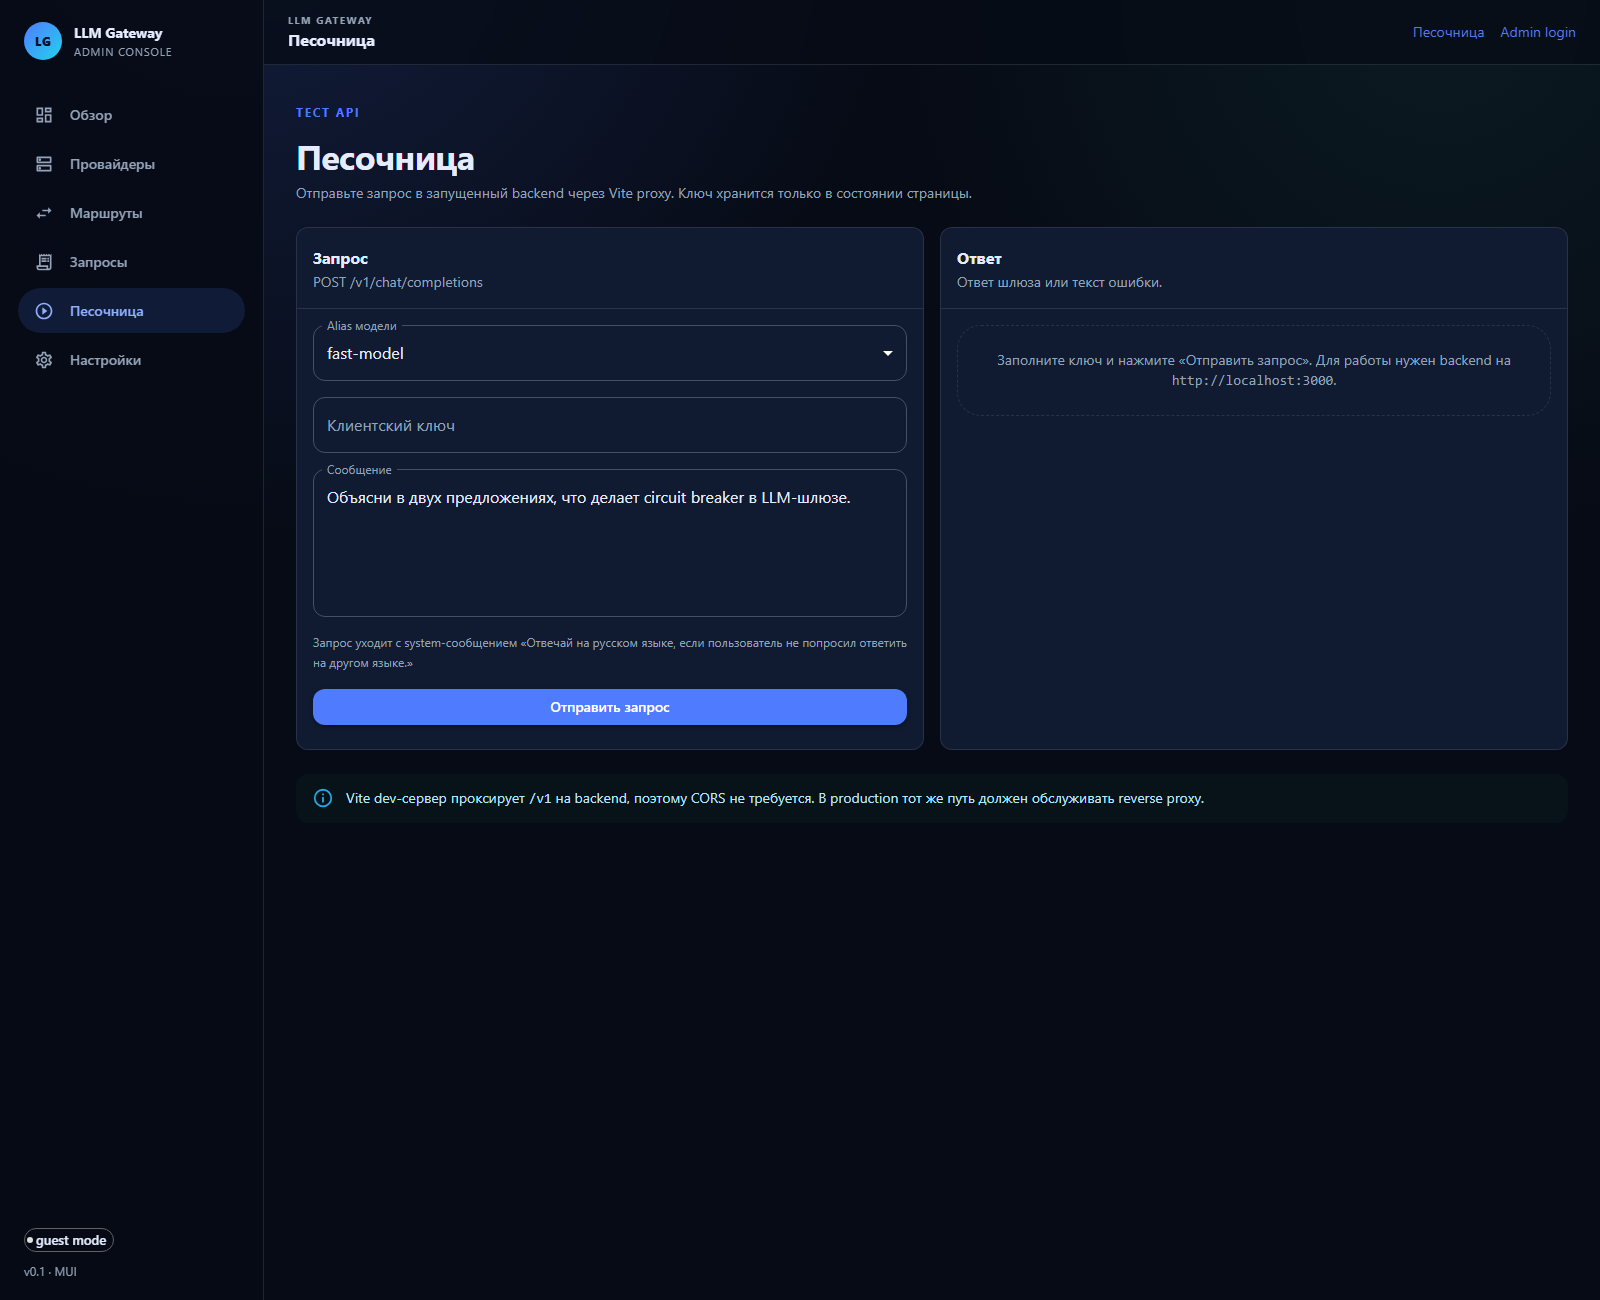 LG
LLM Gateway
ADMIN CONSOLE
Обзор
Провайдеры
Маршруты
Запросы
Песочница
Настройки
guest mode
v0.1 · MUI
LLM GATEWAY
Песочница
Песочница Admin login
ТЕСТ API
Песочница
Отправьте запрос в запущенный backend через Vite proxy. Ключ хранится только в состоянии страницы.
Запрос
POST /v1/chat/completions
Alias модели
fast-model
Клиентский ключ
Сообщение
Объясни в двух предложениях, что делает circuit breaker в LLM-шлюзе.
Запрос уходит с system-сообщением «Отвечай на русском языке, если пользователь не попросил ответить
на другом языке.»
Отправить запрос
Ответ
Ответ шлюза или текст ошибки.
Заполните ключ и нажмите «Отправить запрос». Для работы нужен backend на
http://localhost:3000.
Vite dev-сервер проксирует /v1 на backend, поэтому CORS не требуется. В production тот же путь должен обслуживать reverse proxy.